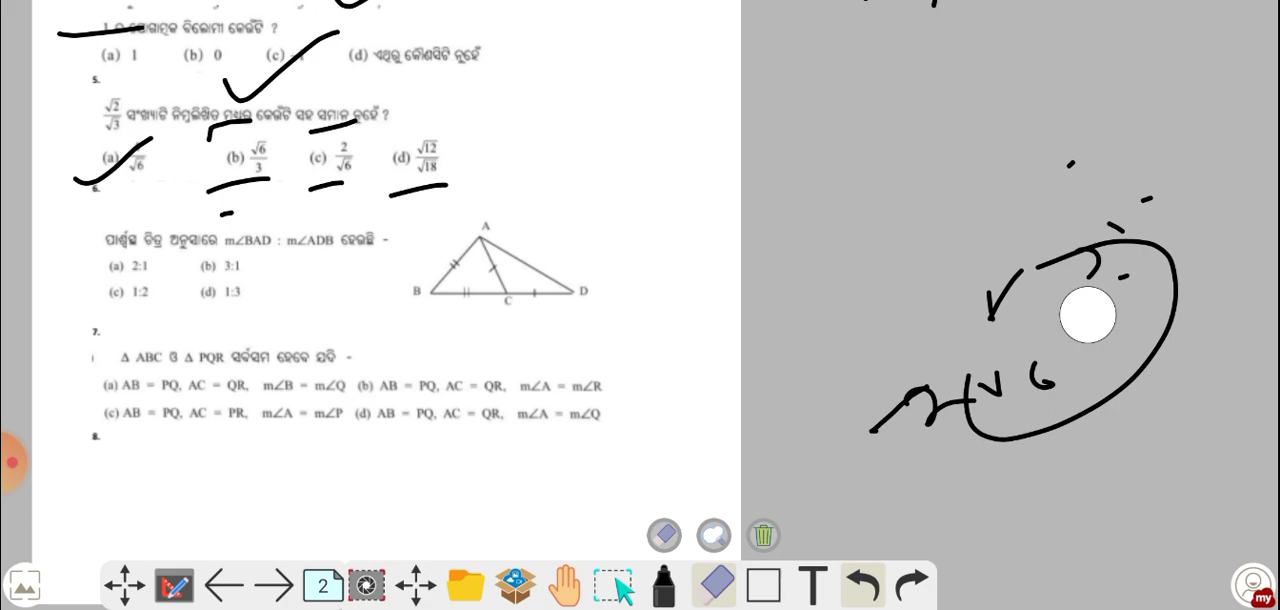 ବିଲୋମୀ କେଉଁଟି ?
(a) 1 (b) 0 (c) (d) ଏଥିରୁ କୌଣସିଟି ନୁହେଁ
5.
√2/√3 ସଂଖ୍ୟାଟି ନିମ୍ନଲିଖିତ ମଧ୍ୟରୁ କେଉଁଟି ସହ ସମାନ ନୁହେଁ ?
(a) √6 (b) √6/3 (c) 2/√6 (d) √12/√18
6.
ପାର୍ଶ୍ୱସ୍ଥ ଚିତ୍ର ଅନୁସାରେ m∠BAD : m∠ADB ହେଉଛି -
(a) 2:1 (b) 3:1
(c) 1:2 (d) 1:3
A
B C D
7.
Δ ABC ଓ Δ PQR ସର୍ବସମ ହେବେ ଯଦି -
(a) AB = PQ, AC = QR, m∠B = m∠Q (b) AB = PQ, AC = QR, m∠A = m∠R
(c) AB = PQ, AC = PR, m∠A = m∠P (d) AB = PQ, AC = QR, m∠A = m∠Q
8.
2
T
my